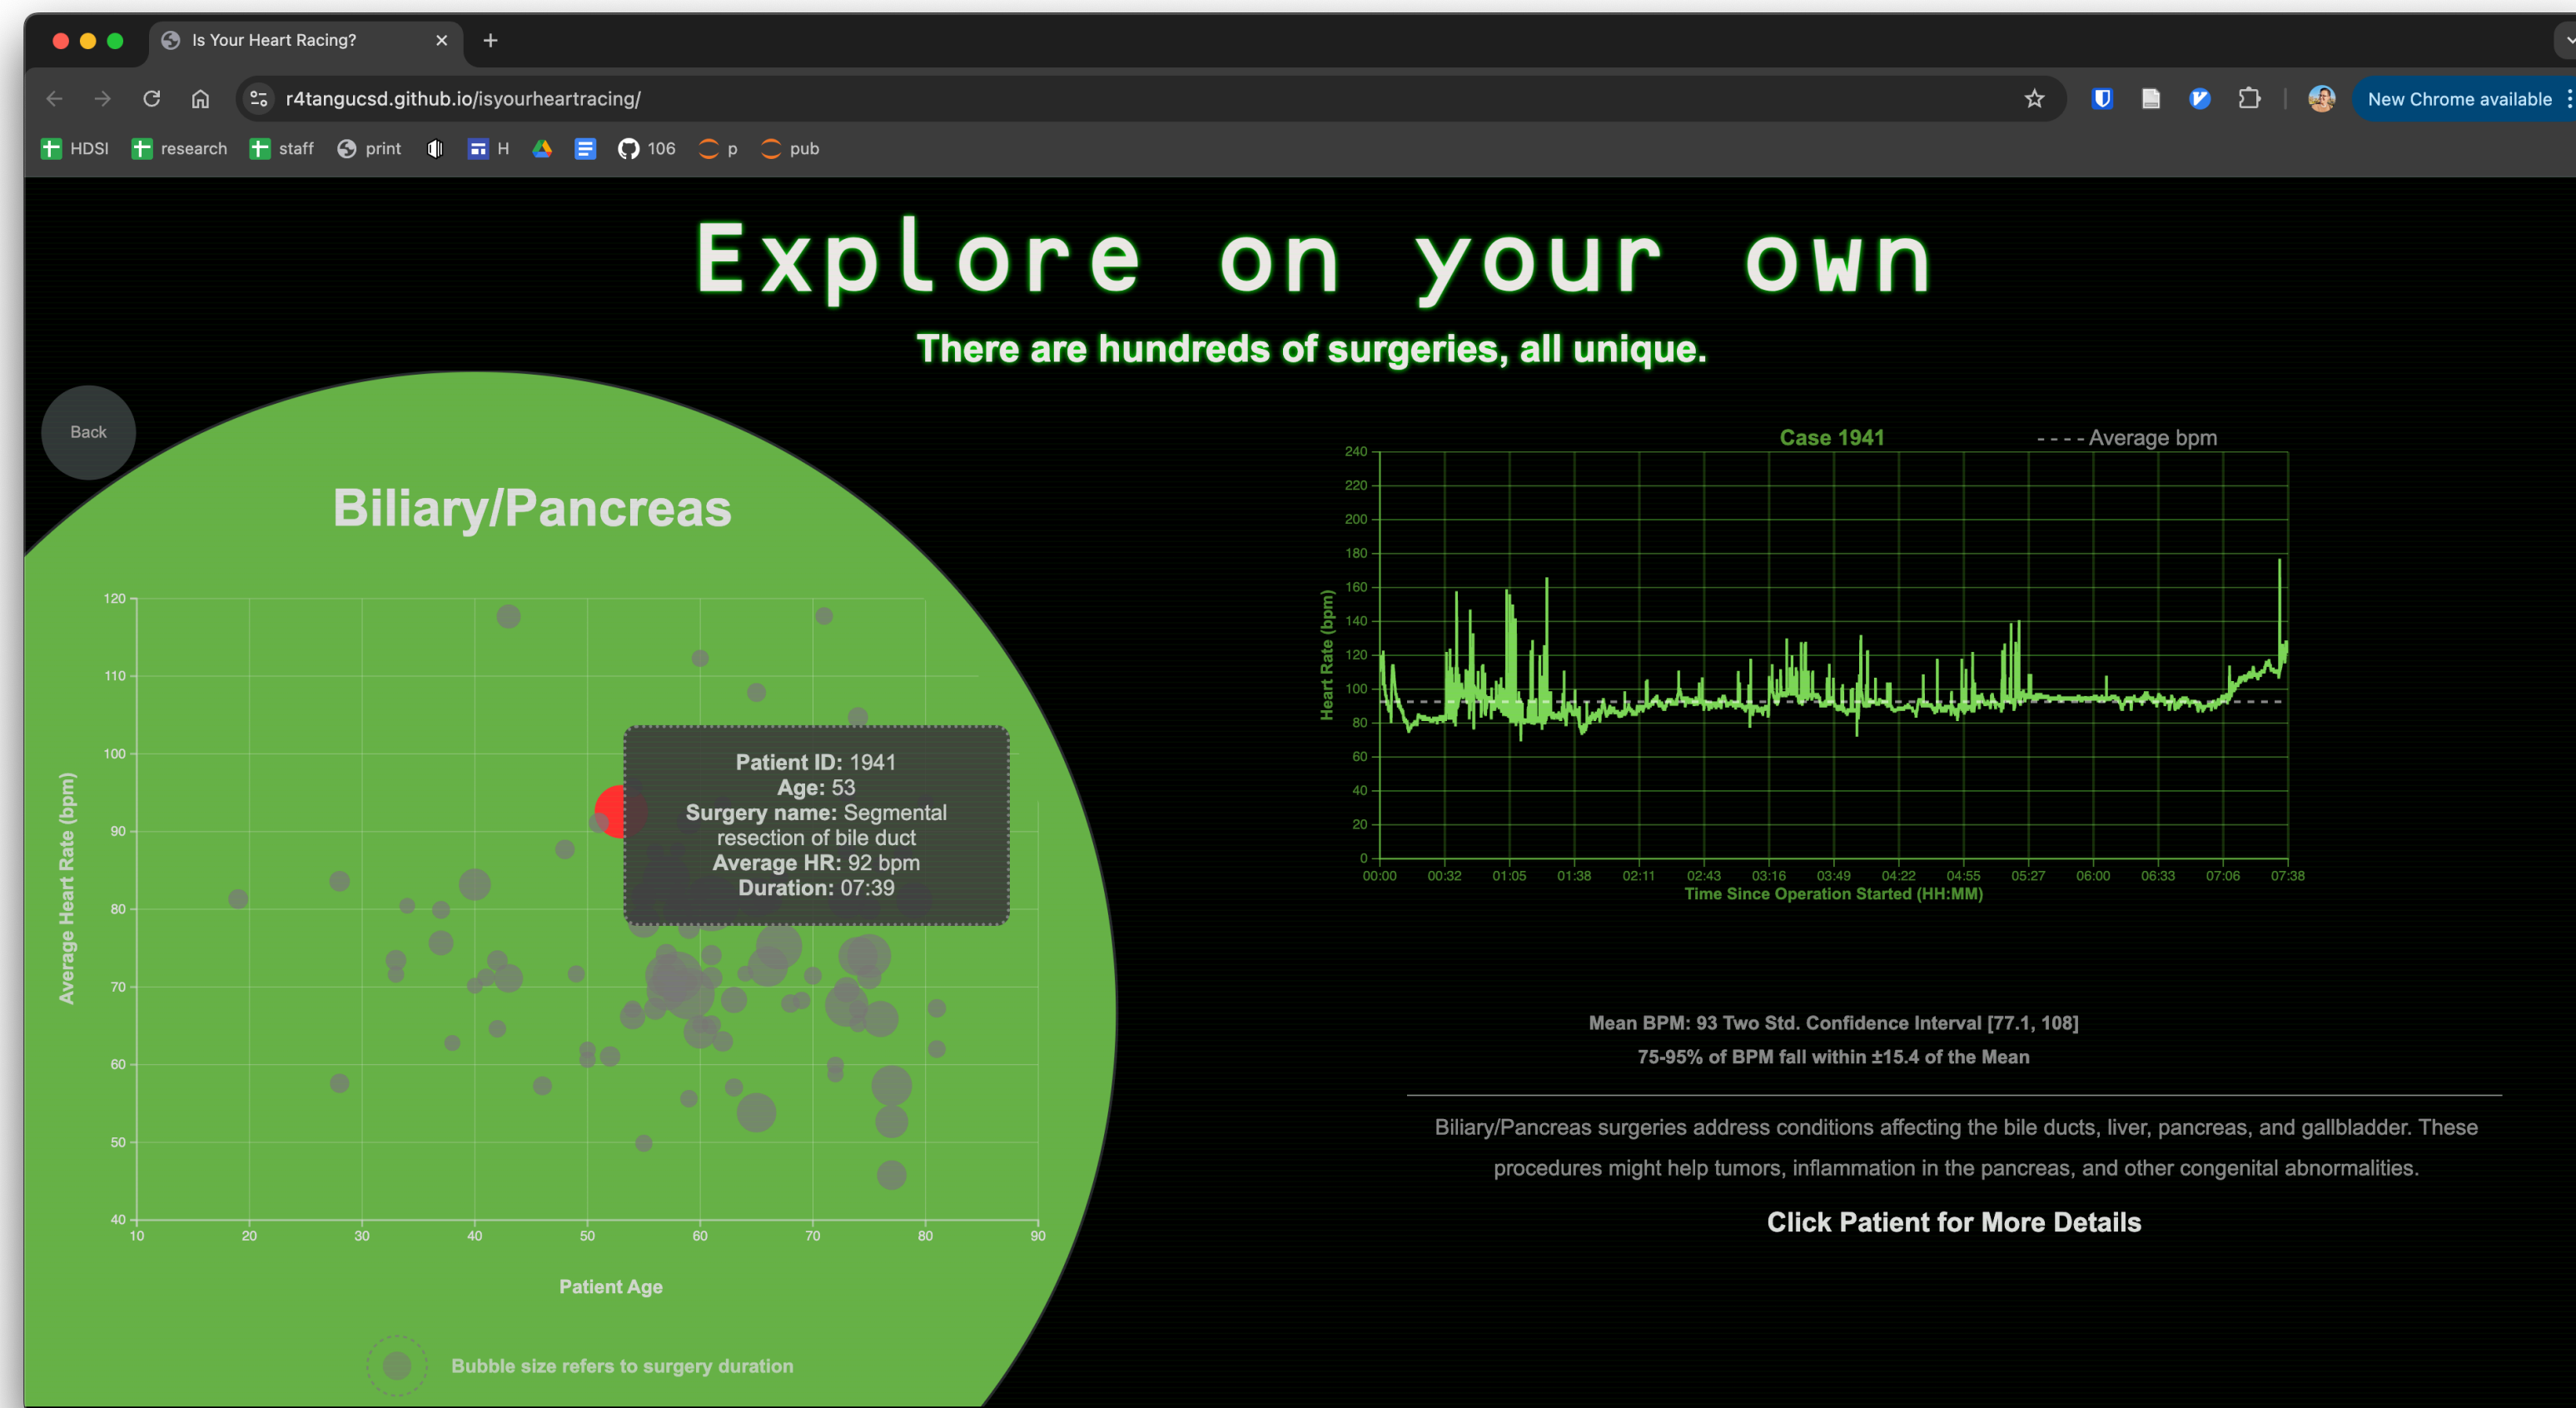 Is Your Heart Racing?
r4tangucsd.github.io/isyourheartracing/
New Chrome available
HDSI
research
staff
print
H
106
p
pub
Explore on your own
There are hundreds of surgeries, all unique.
Back
Biliary/Pancreas
120
110
100
90
80
70
60
50
40
Average Heart Rate (bpm)
10 20 30 40 50 60 70 80 90
Patient Age
Bubble size refers to surgery duration
Patient ID: 1941
Age: 53
Surgery name: Segmental
resection of bile duct
Average HR: 92 bpm
Duration: 07:39
Case 1941
---- Average bpm
240
220
200
180
160
140
120
100
80
60
40
20
0
Heart Rate (bpm)
00:00 00:32 01:05 01:38 02:11 02:43 03:16 03:49 04:22 04:55 05:27 06:00 06:33 07:06 07:38
Time Since Operation Started (HH:MM)
Mean BPM: 93 Two Std. Confidence Interval [77.1, 108]
75-95% of BPM fall within ±15.4 of the Mean
Biliary/Pancreas surgeries address conditions affecting the bile ducts, liver, pancreas, and gallbladder. These
procedures might help tumors, inflammation in the pancreas, and other congenital abnormalities.
Click Patient for More Details